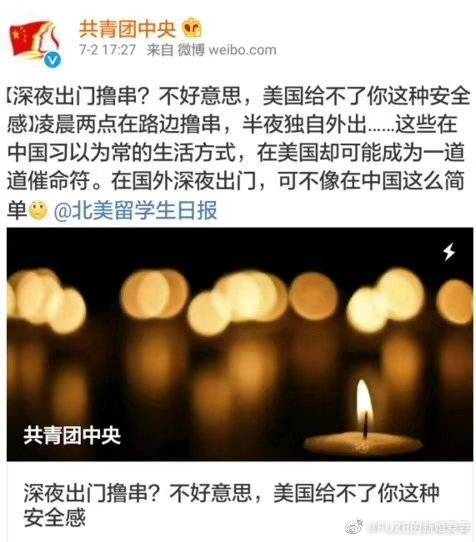 共青团中央
7-2 17:27 来自 微博 weibo.com
【深夜出门撸串？不好意思，美国给不了你这种安全
感】凌晨两点在路边撸串，半夜独自外出……这些在
中国习以为常的生活方式，在美国却可能成为一道
道催命符。在国外深夜出门，可不像在中国这么简
单 @北美留学生日报
共青团中央
深夜出门撸串？不好意思，美国给不了你这种
安全感